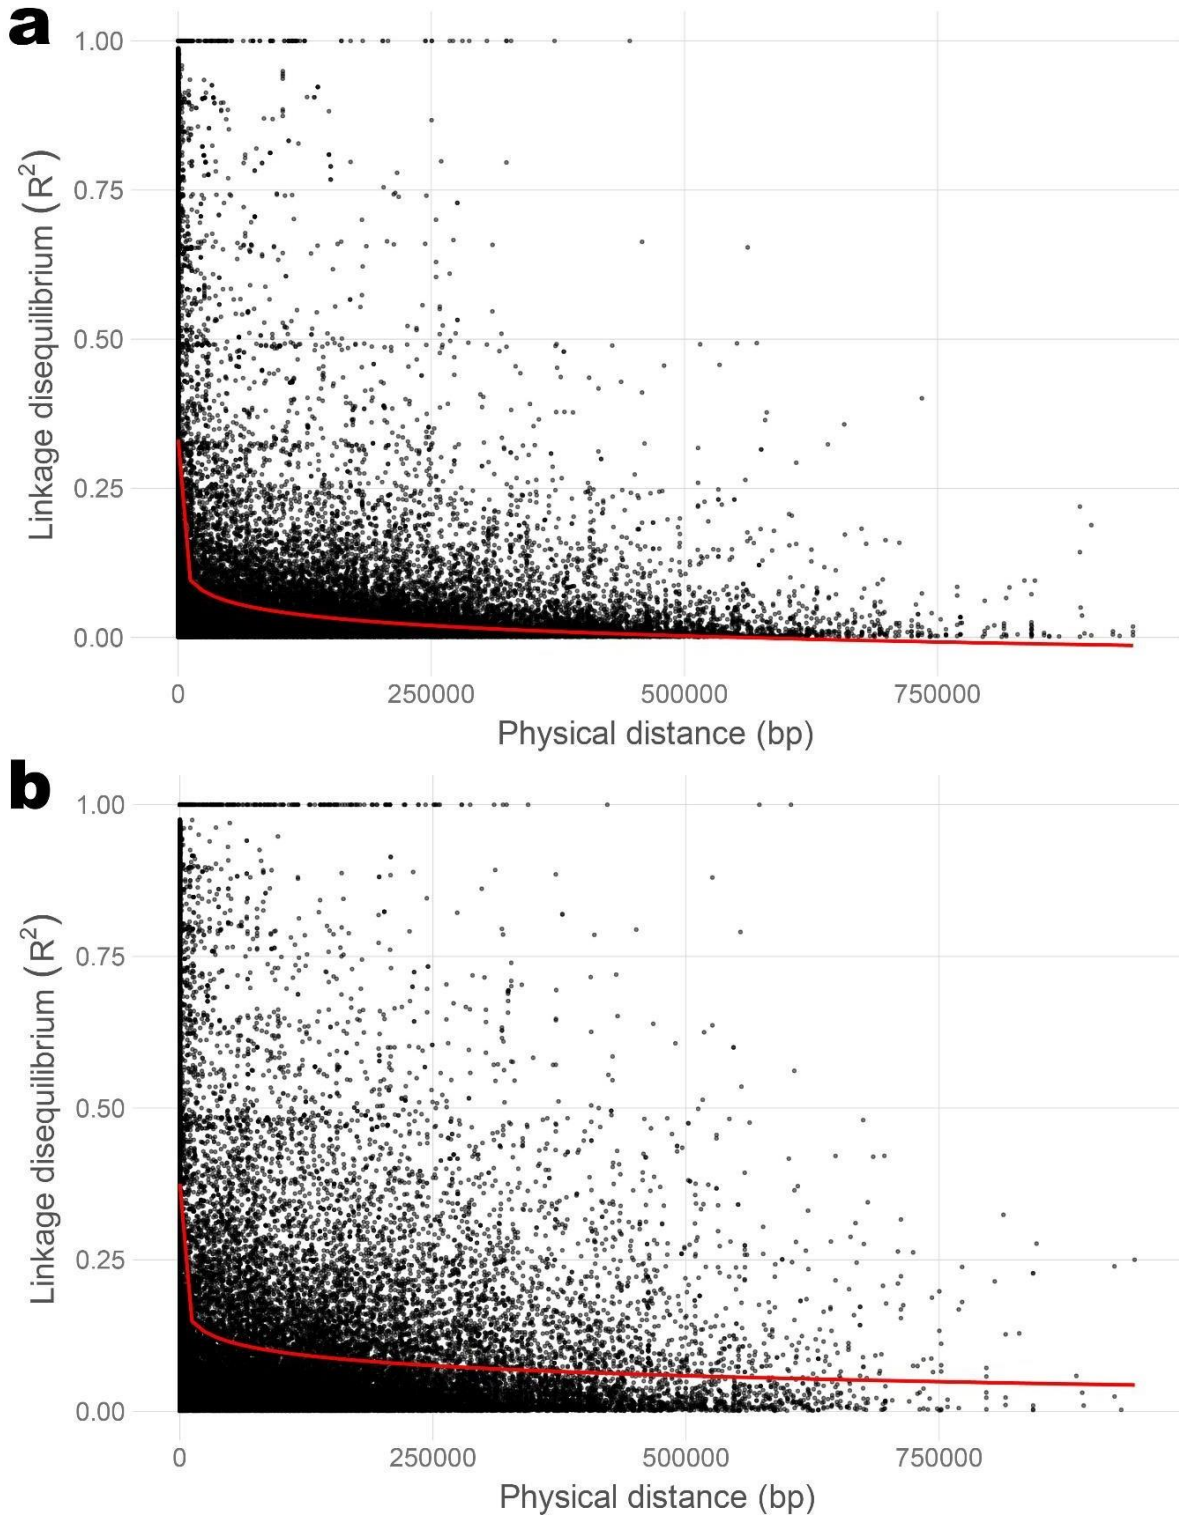 a
1.00
0.75
0.50
0.25
0.00
Linkage disequilibrium (R²)
0 250000 500000 750000
Physical distance (bp)
b
1.00
0.75
0.50
0.25
0.00
Linkage disequilibrium (R²)
0 250000 500000 750000
Physical distance (bp)